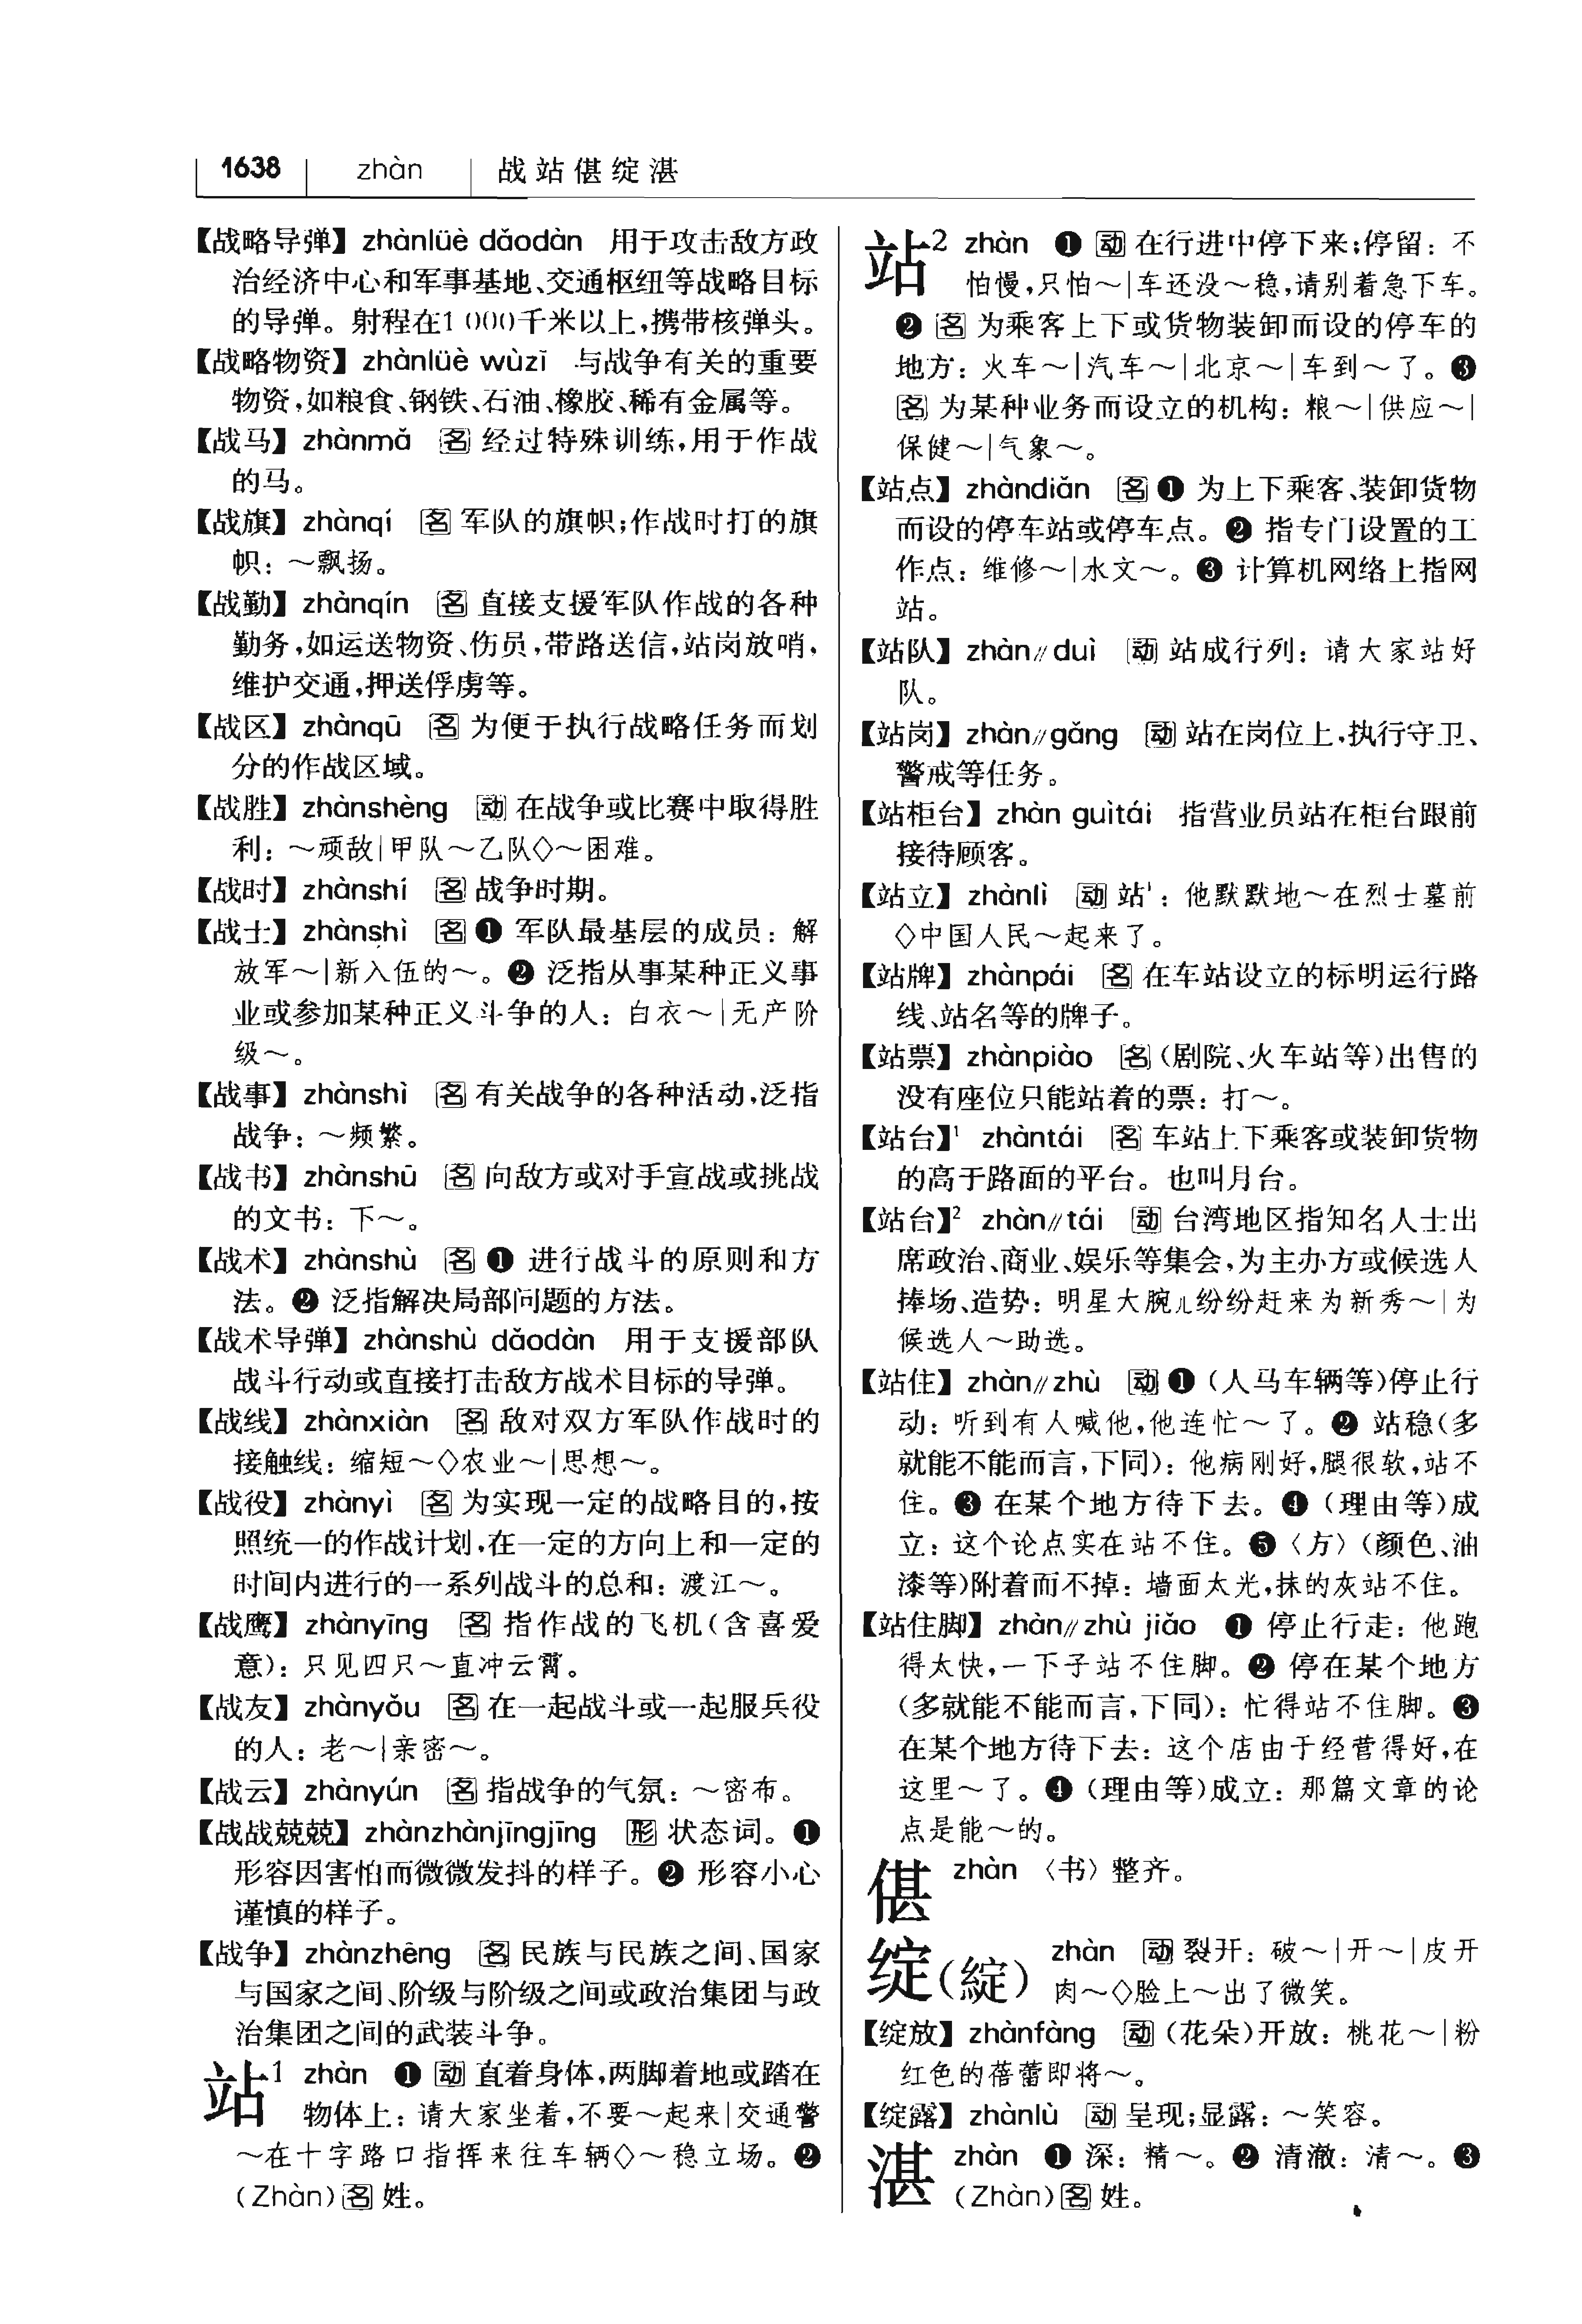 1638 zhàn 战站偡绽湛
【战略导弹】zhànlüè dǎodàn 用于攻击敌方政
治经济中心和军事基地、交通枢纽等战略目标
的导弹。射程在1 000千米以上，携带核弹头。
【战略物资】zhànlüè wùzī 与战争有关的重要
物资，如粮食、钢铁、石油、橡胶、稀有金属等。
【战马】zhànmǎ 名 经过特殊训练，用于作战
的马。
【战旗】zhànqí 名 军队的旗帜；作战时打的旗
帜：～飘扬。
【战勤】zhànqín 名 直接支援军队作战的各种
勤务，如运送物资、伤员，带路送信，站岗放哨，
维护交通，押送俘虏等。
【战区】zhànqū 名 为便于执行战略任务而划
分的作战区域。
【战胜】zhànshèng 动 在战争或比赛中取得胜
利：～顽敌|甲队～乙队◇～困难。
【战时】zhànshí 名 战争时期。
【战士】zhànshì 名 ❶ 军队最基层的成员：解
放军～|新入伍的～。❷ 泛指从事某种正义事
业或参加某种正义斗争的人：白衣～|无产阶
级～。
【战事】zhànshì 名 有关战争的各种活动，泛指
战争：～频繁。
【战书】zhànshū 名 向敌方或对手宣战或挑战
的文书：下～。
【战术】zhànshù 名 ❶ 进行战斗的原则和方
法。❷ 泛指解决局部问题的方法。
【战术导弹】zhànshù dǎodàn 用于支援部队
战斗行动或直接打击敌方战术目标的导弹。
【战线】zhànxiàn 名 敌对双方军队作战时的
接触线：缩短～◇农业～|思想～。
【战役】zhànyì 名 为实现一定的战略目的，按
照统一的作战计划，在一定的方向上和一定的
时间内进行的一系列战斗的总和：渡江～。
【战鹰】zhànyīng 名 指作战的飞机（含喜爱
意）：只见四只～直冲云霄。
【战友】zhànyǒu 名 在一起战斗或一起服兵役
的人：老～|亲密～。
【战云】zhànyún 名 指战争的气氛：～密布。
【战战兢兢】zhànzhànjīngjīng 形 状态词。❶
形容因害怕而微微发抖的样子。❷ 形容小心
谨慎的样子。
【战争】zhànzhēng 名 民族与民族之间、国家
与国家之间、阶级与阶级之间或政治集团与政
治集团之间的武装斗争。
站¹ zhàn ❶ 动 直着身体，两脚着地或踏在
物体上：请大家坐着，不要～起来|交通警
～在十字路口指挥来往车辆◇～稳立场。❷
（Zhàn）名 姓。
站² zhàn ❶ 动 在行进中停下来；停留：不
怕慢，只怕～|车还没～稳，请别着急下车。
❷ 名 为乘客上下或货物装卸而设的停车的
地方：火车～|汽车～|北京～|车到～了。❸
名 为某种业务而设立的机构：粮～|供应～|
保健～|气象～。
【站点】zhàndiǎn 名 ❶ 为上下乘客、装卸货物
而设的停车站或停车点。❷ 指专门设置的工
作点：维修～|水文～。❸ 计算机网络上指网
站。
【站队】zhàn//duì 动 站成行列：请大家站好
队。
【站岗】zhàn//gǎng 动 站在岗位上，执行守卫、
警戒等任务。
【站柜台】zhàn guìtái 指营业员站在柜台跟前
接待顾客。
【站立】zhànlì 动 站¹：他默默地～在烈士墓前
◇中国人民～起来了。
【站牌】zhànpái 名 在车站设立的标明运行路
线、站名等的牌子。
【站票】zhànpiào 名（剧院、火车站等）出售的
没有座位只能站着的票：打～。
【站台】¹ zhàntái 名 车站上下乘客或装卸货物
的高于路面的平台。也叫月台。
【站台】² zhàn//tái 动 台湾地区指知名人士出
席政治、商业、娱乐等集会，为主办方或候选人
捧场、造势：明星大腕儿纷纷赶来为新秀～|为
候选人～助选。
【站住】zhàn//zhù 动 ❶（人马车辆等）停止行
动：听到有人喊他，他连忙～了。❷ 站稳（多
就能不能而言，下同）：他病刚好，腿很软，站不
住。❸ 在某个地方待下去。❹（理由等）成
立：这个论点实在站不住。❺〈方〉（颜色、油
漆等）附着而不掉：墙面太光，抹的灰站不住。
【站住脚】zhàn//zhù jiǎo ❶ 停止行走：他跑
得太快，一下子站不住脚。❷ 停在某个地方
（多就能不能而言，下同）：忙得站不住脚。❸
在某个地方待下去：这个店由于经营得好，在
这里～了。❹（理由等）成立：那篇文章的论
点是能～的。
偡 zhàn〈书〉整齐。
绽（綻） zhàn 动 裂开：破～|开～|皮开
肉～◇脸上～出了微笑。
【绽放】zhànfàng 动（花朵）开放：桃花～|粉
红色的蓓蕾即将～。
【绽露】zhànlù 动 呈现；显露：～笑容。
湛 zhàn ❶ 深：精～。❷ 清澈：清～。❸
（Zhàn）名 姓。